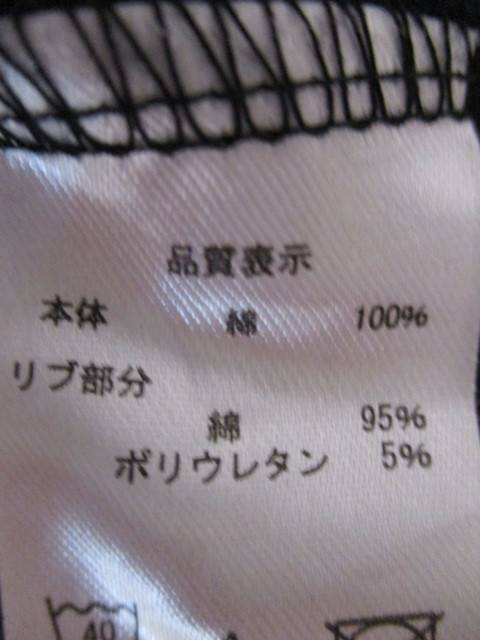 品質表示
本体 綿 100%
リブ部分
綿 95%
ポリウレタン 5%
40